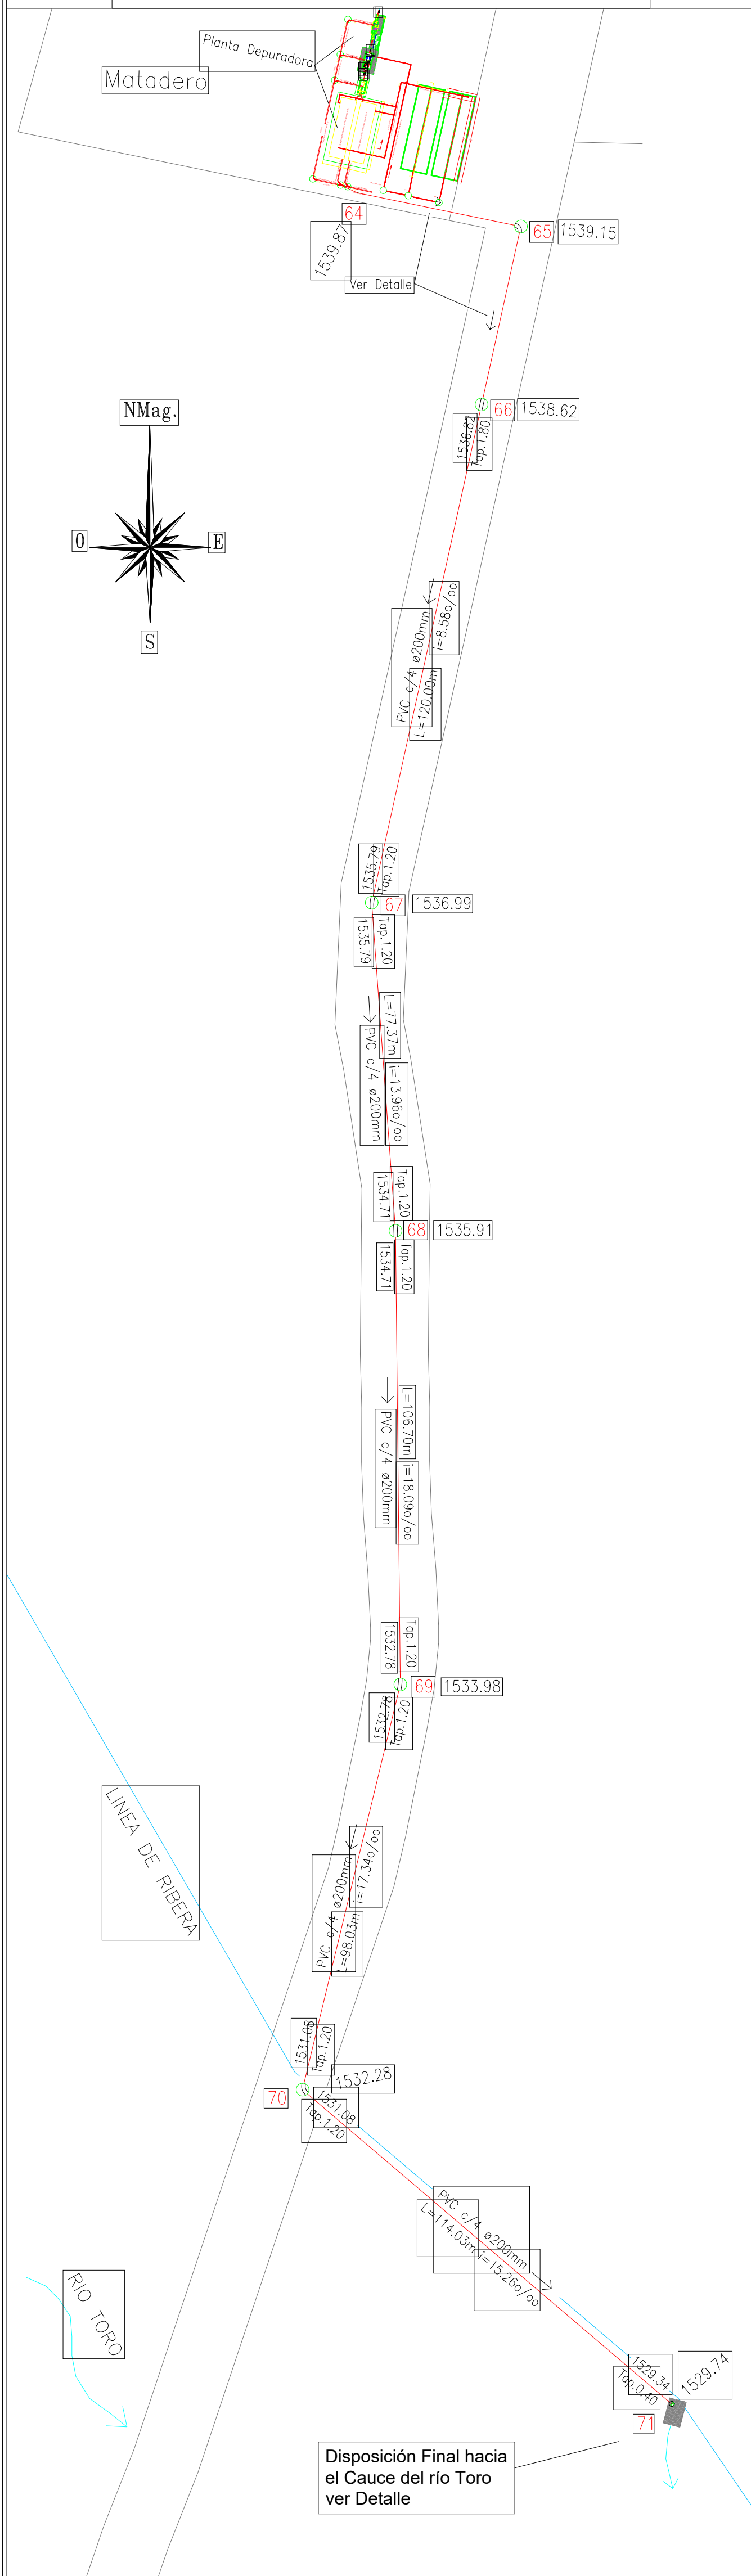 Planta Depuradora
Matadero
64
1539.87
65
1539.15
Ver Detalle
66
1538.62
1536.82
Tap.1.80
NMag.
O
E
S
PVC c/4 ø200mm
i=8.58o/oo
L=120.00m
1535.79
Tap.1.20
67
1536.99
1535.79
Tap.1.20
L=77.37m
i=13.96o/oo
PVC c/4 ø200mm
Tap.1.20
1534.71
68
1535.91
1534.71
Tap.1.20
L=106.70m
i=18.09o/oo
PVC c/4 ø200mm
Tap.1.20
1532.78
69
1533.98
1532.78
Tap.1.20
LINEA DE RIBERA
PVC c/4 ø200mm
L=98.03m
i=17.34o/oo
1531.08
Tap.1.20
1532.28
70
1531.08
Tap.1.20
PVC c/4 ø200mm
L=114.03m
i=15.26o/oo
RIO TORO
1529.34
Tap.0.40
1529.74
71
Disposición Final hacia
el Cauce del río Toro
ver Detalle